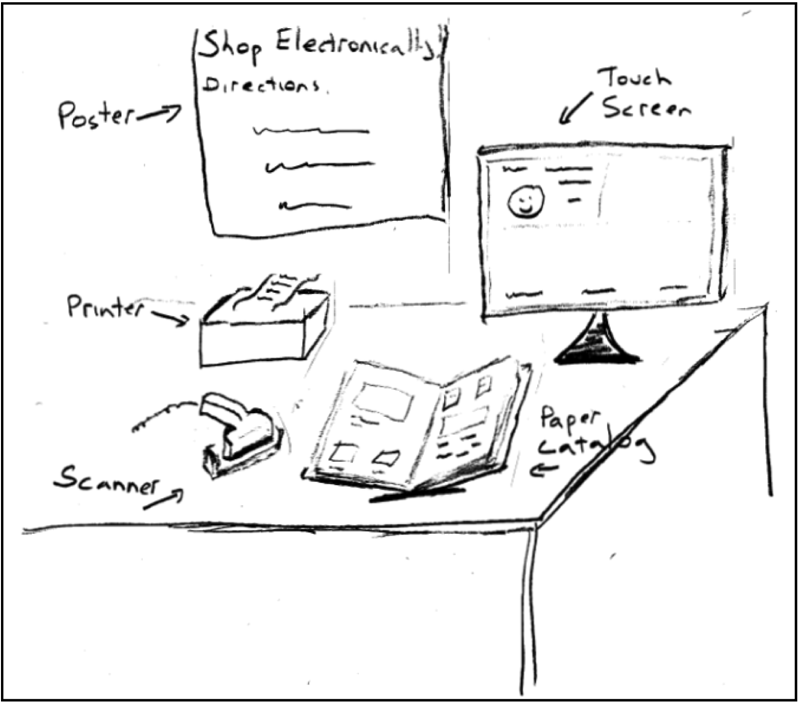 Shop Electronically
Directions.
Poster
Touch
Screen
Printer
Paper
Catalog
Scanner